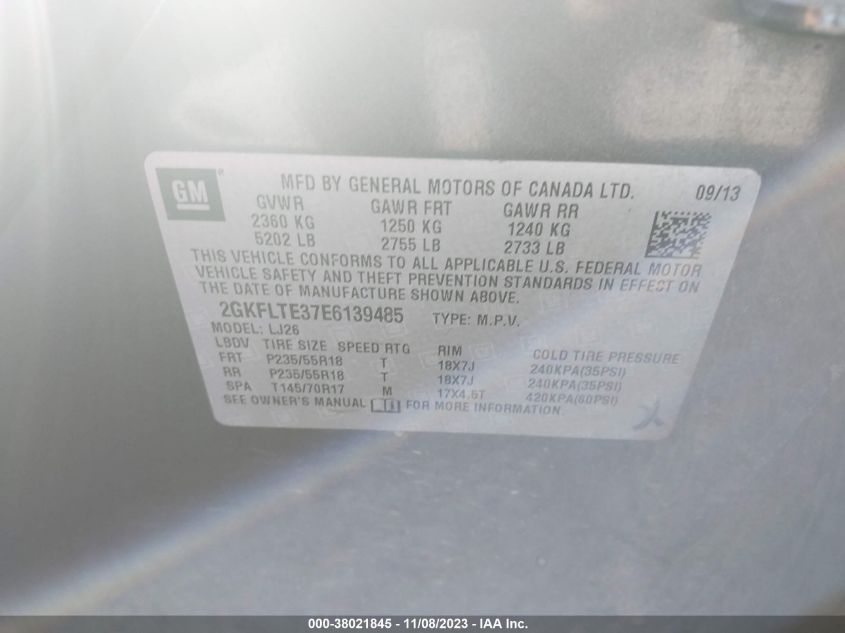 GM
MFD BY GENERAL MOTORS OF CANADA LTD. 09/13
GVWR GAWR FRT GAWR RR
2360 KG 1250 KG 1240 KG
5202 LB 2755 LB 2733 LB
THIS VEHICLE CONFORMS TO ALL APPLICABLE U.S. FEDERAL MOTOR
VEHICLE SAFETY AND THEFT PREVENTION STANDARDS IN EFFECT ON
THE DATE OF MANUFACTURE SHOWN ABOVE.
2GKFLTE37E6139485 TYPE: M.P.V.
MODEL: LJ26
LBDV TIRE SIZE SPEED RTG RIM COLD TIRE PRESSURE
FRT P235/55R18 T 18X7J 240KPA(35PSI)
RR P235/55R18 T 18X7J 240KPA(35PSI)
SPA T145/70R17 M 17X4.5T 420KPA(60PSI)
SEE OWNER'S MANUAL FOR MORE INFORMATION.
000-38021845 - 11/08/2023 - IAA Inc.